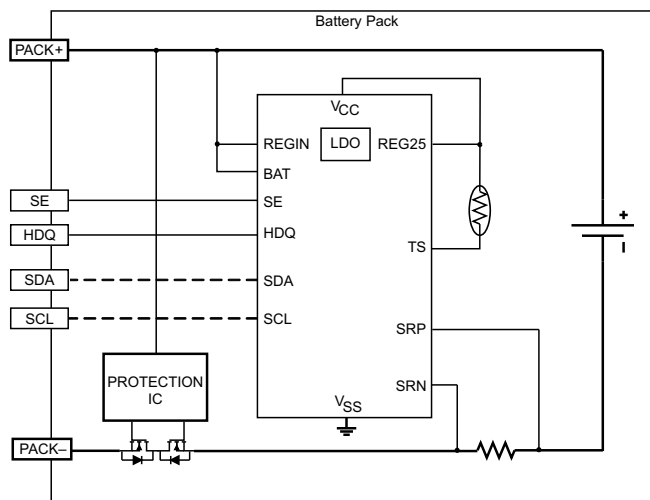 Battery Pack
PACK+
VCC
REGIN
LDO
REG25
BAT
SE
SE
HDQ
HDQ
TS
+
SDA
SDA
SCL
SCL
SRP
PROTECTION
IC
SRN
VSS
PACK–